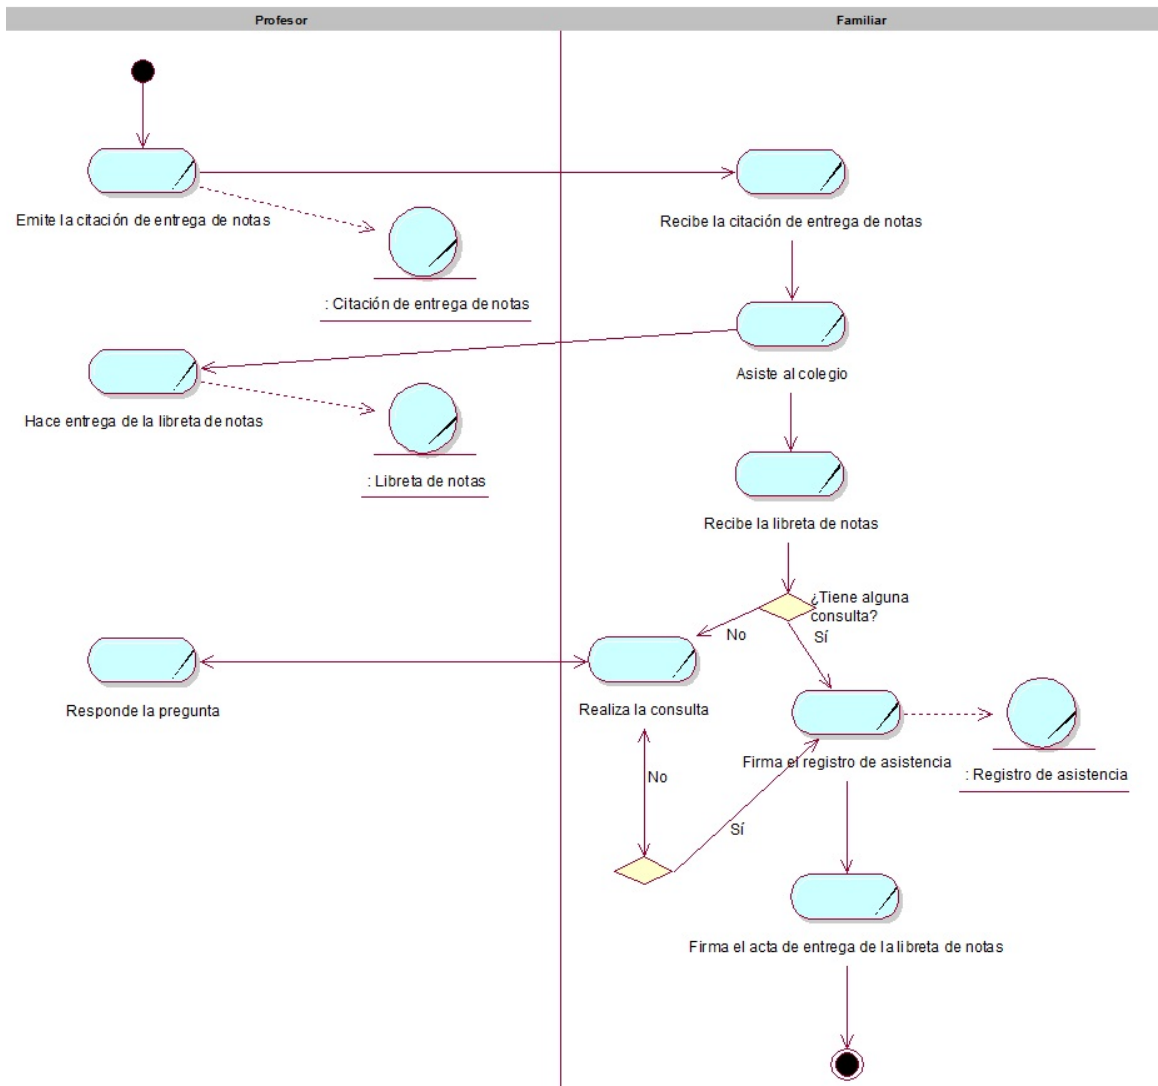 Profesor
Familiar
Emite la citación de entrega de notas
Recibe la citación de entrega de notas
: Citación de entrega de notas
Asiste al colegio
Hace entrega de la libreta de notas
: Libreta de notas
Recibe la libreta de notas
¿Tiene alguna
consulta?
No
Sí
Responde la pregunta
Realiza la consulta
Firma el registro de asistencia
: Registro de asistencia
No
Sí
Firma el acta de entrega de la libreta de notas